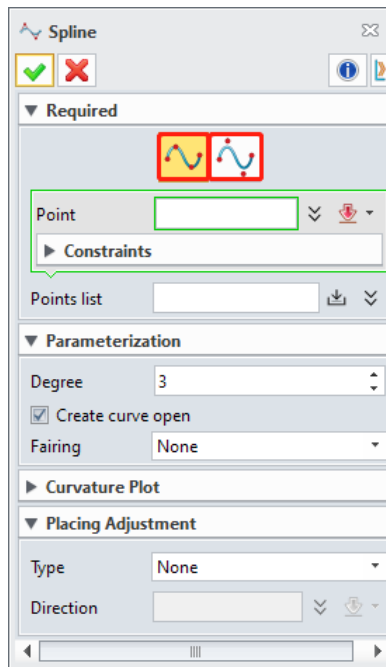 Spline
Required
Point
Constraints
Points list
Parameterization
Degree 3
Create curve open
Fairing None
Curvature Plot
Placing Adjustment
Type None
Direction